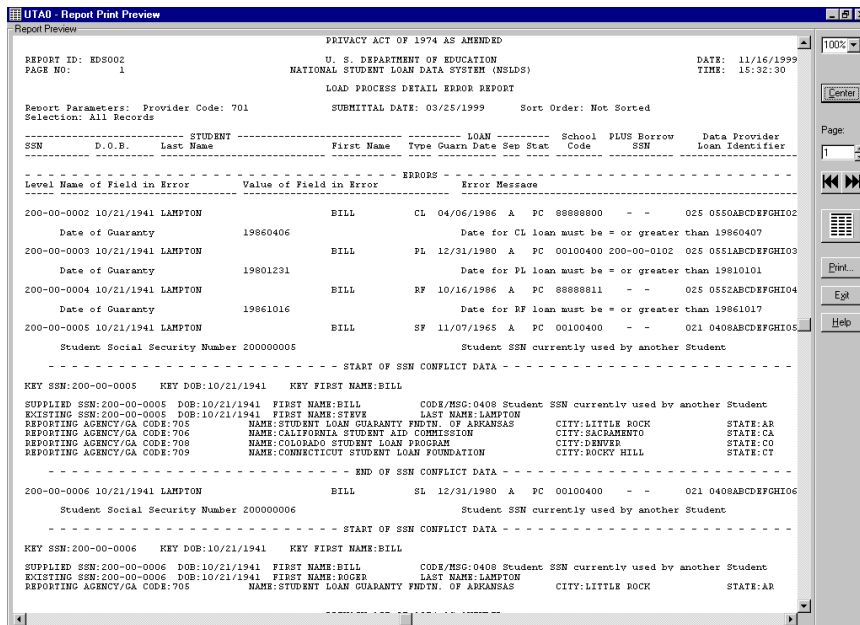 UTA0 - Report Print Preview
Report Preview
PRIVACY ACT OF 1974 AS AMENDED
REPORT ID: EDS002 U. S. DEPARTMENT OF EDUCATION DATE: 11/16/1999
PAGE NO: 1 NATIONAL STUDENT LOAN DATA SYSTEM (NSLDS) TIME: 15:32:30
LOAD PROCESS DETAIL ERROR REPORT
Report Parameters: Provider Code: 701 SUBMITTAL DATE: 03/25/1999 Sort Order: Not Sorted
Selection: All Records
------------------------ STUDENT ------------------------ --------- LOAN --------- School PLUS Borrow Data Provider
SSN D.O.B. Last Name First Name Type Guarn Date Sep Stat Code SSN Loan Identifier
- - - - - - - - - - - - - - - - ERRORS - - - - - - - - - - - - - - - -
Level Name of Field in Error Value of Field in Error Error Message
200-00-0002 10/21/1941 LAMPTON BILL CL 04/06/1986 A PC 88888800 - - 025 0550ABCDEFGHI02
Date of Guaranty 19860406 Date for CL loan must be = or greater than 19860407
200-00-0003 10/21/1941 LAMPTON BILL PL 12/31/1980 A PC 00100400 200-00-0102 025 0551ABCDEFGHI03
Date of Guaranty 19801231 Date for PL loan must be = or greater than 19810101
200-00-0004 10/21/1941 LAMPTON BILL RF 10/16/1986 A PC 88888811 - - 025 0552ABCDEFGHI04
Date of Guaranty 19861016 Date for RF loan must be = or greater than 19861017
200-00-0005 10/21/1941 LAMPTON BILL SF 11/07/1965 A PC 00100400 - - 021 0408ABCDEFGHI05
Student Social Security Number 200000005 Student SSN currently used by another Student
- - - - - - - - - - - - START OF SSN CONFLICT DATA - - - - - - - - - - - -
KEY SSN:200-00-0005 KEY DOB:10/21/1941 KEY FIRST NAME:BILL
SUPPLIED SSN:200-00-0005 DOB:10/21/1941 FIRST NAME:BILL CODE/MSG:0408 Student SSN currently used by another Student
EXISTING SSN:200-00-0005 DOB:10/21/1941 FIRST NAME:STEVE LAST NAME:LAMPTON
REPORTING AGENCY/GA CODE:705 NAME:STUDENT LOAN GUARANTY FNDTN. OF ARKANSAS CITY:LITTLE ROCK STATE:AR
REPORTING AGENCY/GA CODE:706 NAME:CALIFORNIA STUDENT AID COMMISSION CITY:SACRAMENTO STATE:CA
REPORTING AGENCY/GA CODE:708 NAME:COLORADO STUDENT LOAN PROGRAM CITY:DENVER STATE:CO
REPORTING AGENCY/GA CODE:709 NAME:CONNECTICUT STUDENT LOAN FOUNDATION CITY:ROCKY HILL STATE:CT
- - - - - - - - - - - - END OF SSN CONFLICT DATA - - - - - - - - - - - -
200-00-0006 10/21/1941 LAMPTON BILL SL 12/31/1980 A PC 00100400 - - 021 0408ABCDEFGHI06
Student Social Security Number 200000006 Student SSN currently used by another Student
- - - - - - - - - - - - START OF SSN CONFLICT DATA - - - - - - - - - - - -
KEY SSN:200-00-0006 KEY DOB:10/21/1941 KEY FIRST NAME:BILL
SUPPLIED SSN:200-00-0006 DOB:10/21/1941 FIRST NAME:BILL CODE/MSG:0408 Student SSN currently used by another Student
EXISTING SSN:200-00-0006 DOB:10/21/1941 FIRST NAME:ROGER LAST NAME:LAMPTON
REPORTING AGENCY/GA CODE:705 NAME:STUDENT LOAN GUARANTY FNDTN. OF ARKANSAS CITY:LITTLE ROCK STATE:AR
100%
Center
Page:
1
Print...
Exit
Help